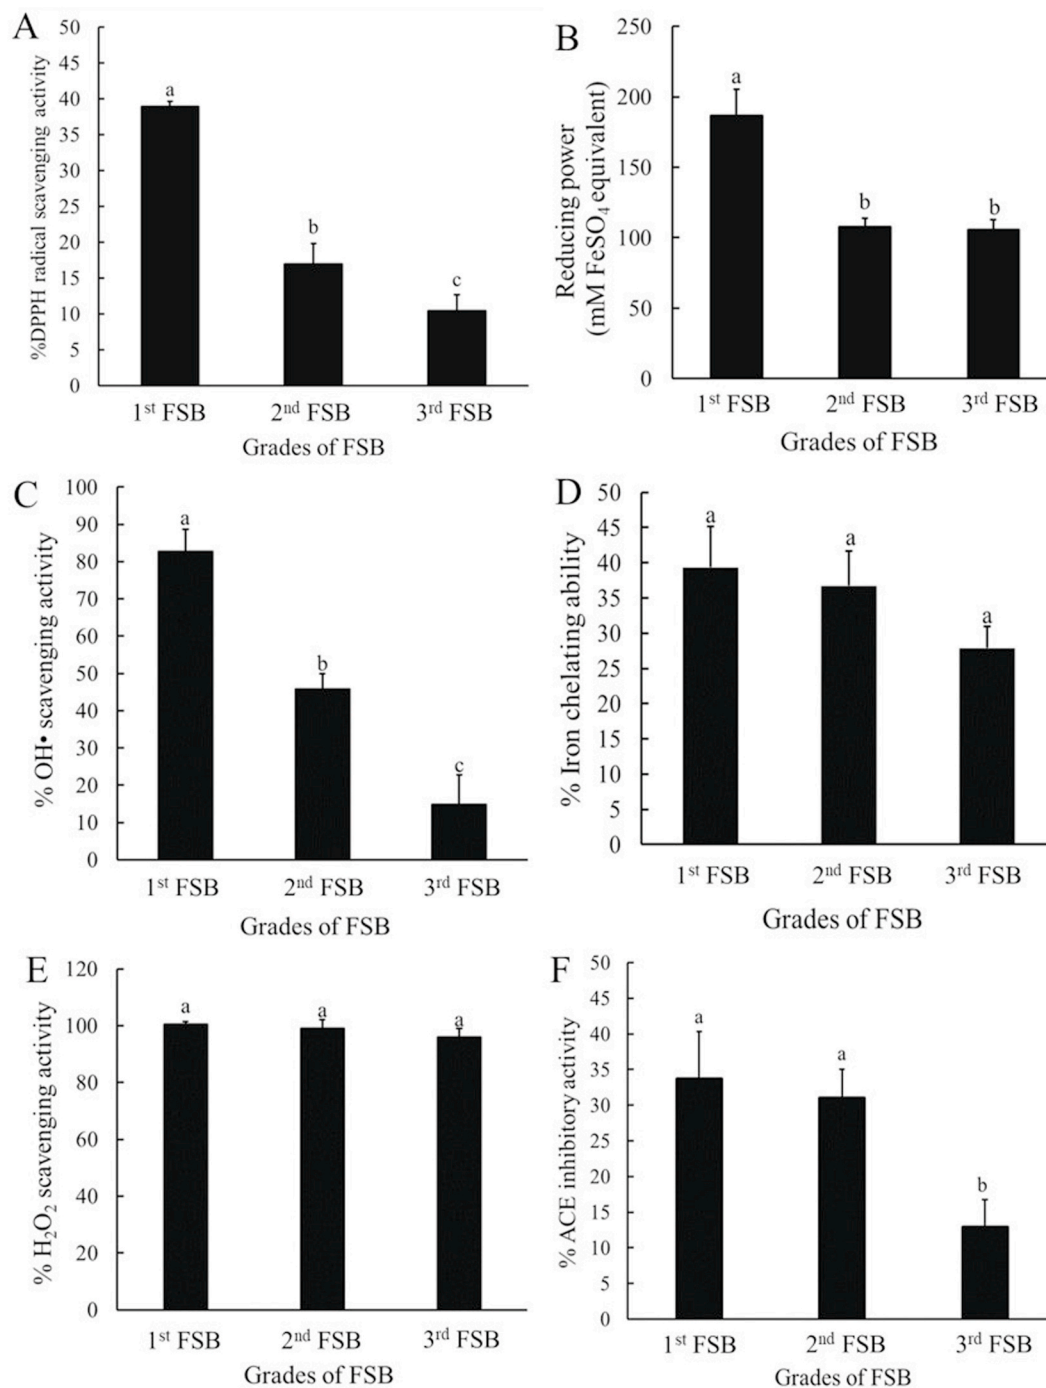 A
%DPPH radical scavenging activity
50
45
40
35
30
25
20
15
10
5
0
a
b
c
1st FSB 2nd FSB 3rd FSB
Grades of FSB
B
Reducing power
(mM FeSO4 equivalent)
250
200
150
100
50
0
a
b
b
1st FSB 2nd FSB 3rd FSB
Grades of FSB
C
% OH• scavenging activity
100
90
80
70
60
50
40
30
20
10
0
a
b
c
1st FSB 2nd FSB 3rd FSB
Grades of FSB
D
% Iron chelating ability
50
45
40
35
30
25
20
15
10
5
0
a
a
a
1st FSB 2nd FSB 3rd FSB
Grades of FSB
E
% H2O2 scavenging activity
120
100
80
60
40
20
0
a
a
a
1st FSB 2nd FSB 3rd FSB
Grades of FSB
F
% ACE inhibitory activity
50
45
40
35
30
25
20
15
10
5
0
a
a
b
1st FSB 2nd FSB 3rd FSB
Grades of FSB